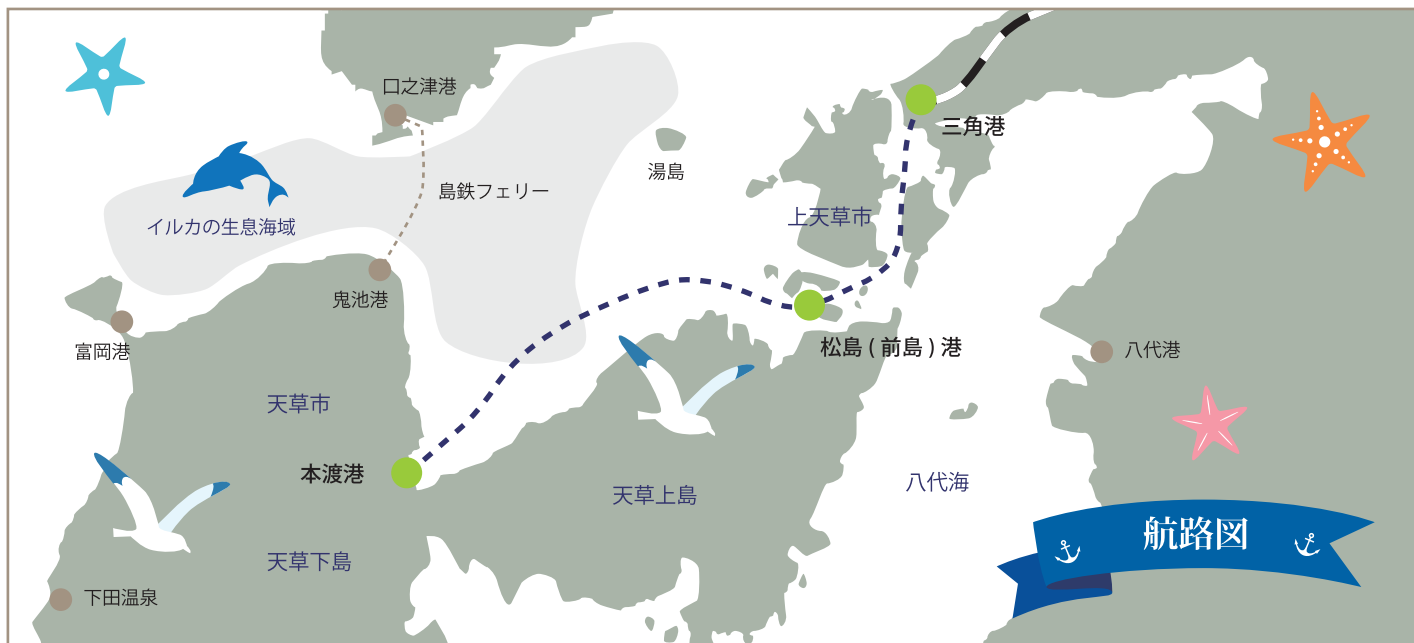 口之津港
三角港
湯島
島鉄フェリー
上天草市
イルカの生息海域
鬼池港
富岡港
松島(前島)港
八代港
天草市
本渡港
八代海
天草上島
航路図
天草下島
下田温泉